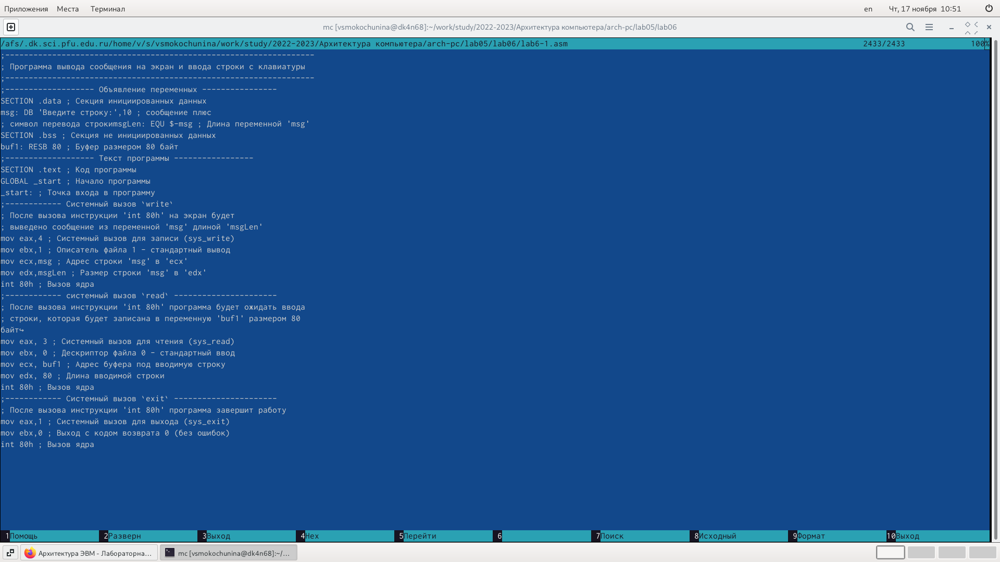 Приложения Места Терминал en Чт, 17 ноября 10:51
mc [vsmokochunina@dk4n68]:~/work/study/2022-2023/Архитектура компьютера/arch-pc/lab05/lab06
/afs/.dk.sci.pfu.edu.ru/home/v/s/vsmokochunina/work/study/2022-2023/Архитектура компьютера/arch-pc/lab05/lab06/lab6-1.asm 2433/2433 100%
;------------------------------------------------------------------
; Программа вывода сообщения на экран и ввода строки с клавиатуры
;------------------------------------------------------------------
;------------------- Объявление переменных ----------------
SECTION .data ; Секция инициированных данных
msg: DB 'Введите строку:',10 ; сообщение плюс
; символ перевода строкиmsgLen: EQU $-msg ; Длина переменной 'msg'
SECTION .bss ; Секция не инициированных данных
buf1: RESB 80 ; Буфер размером 80 байт
;------------------- Текст программы -----------------
SECTION .text ; Код программы
GLOBAL _start ; Начало программы
_start: ; Точка входа в программу
;------------ Системный вызов `write`
; После вызова инструкции 'int 80h' на экран будет
; выведено сообщение из переменной 'msg' длиной 'msgLen'
mov eax,4 ; Системный вызов для записи (sys_write)
mov ebx,1 ; Описатель файла 1 - стандартный вывод
mov ecx,msg ; Адрес строки 'msg' в 'ecx'
mov edx,msgLen ; Размер строки 'msg' в 'edx'
int 80h ; Вызов ядра
;------------ системный вызов `read` ----------------------
; После вызова инструкции 'int 80h' программа будет ожидать ввода
; строки, которая будет записана в переменную 'buf1' размером 80
байт↪
mov eax, 3 ; Системный вызов для чтения (sys_read)
mov ebx, 0 ; Дескриптор файла 0 - стандартный ввод
mov ecx, buf1 ; Адрес буфера под вводимую строку
mov edx, 80 ; Длина вводимой строки
int 80h ; Вызов ядра
;------------ Системный вызов `exit` ----------------------
; После вызова инструкции 'int 80h' программа завершит работу
mov eax,1 ; Системный вызов для выхода (sys_exit)
mov ebx,0 ; Выход с кодом возврата 0 (без ошибок)
int 80h ; Вызов ядра
1Помощь 2Разверн 3Выход 4Hex 5Перейти 6 7Поиск 8Исходный 9Формат 10Выход
Архитектура ЭВМ - Лабораторна... mc [vsmokochunina@dk4n68]:~/...